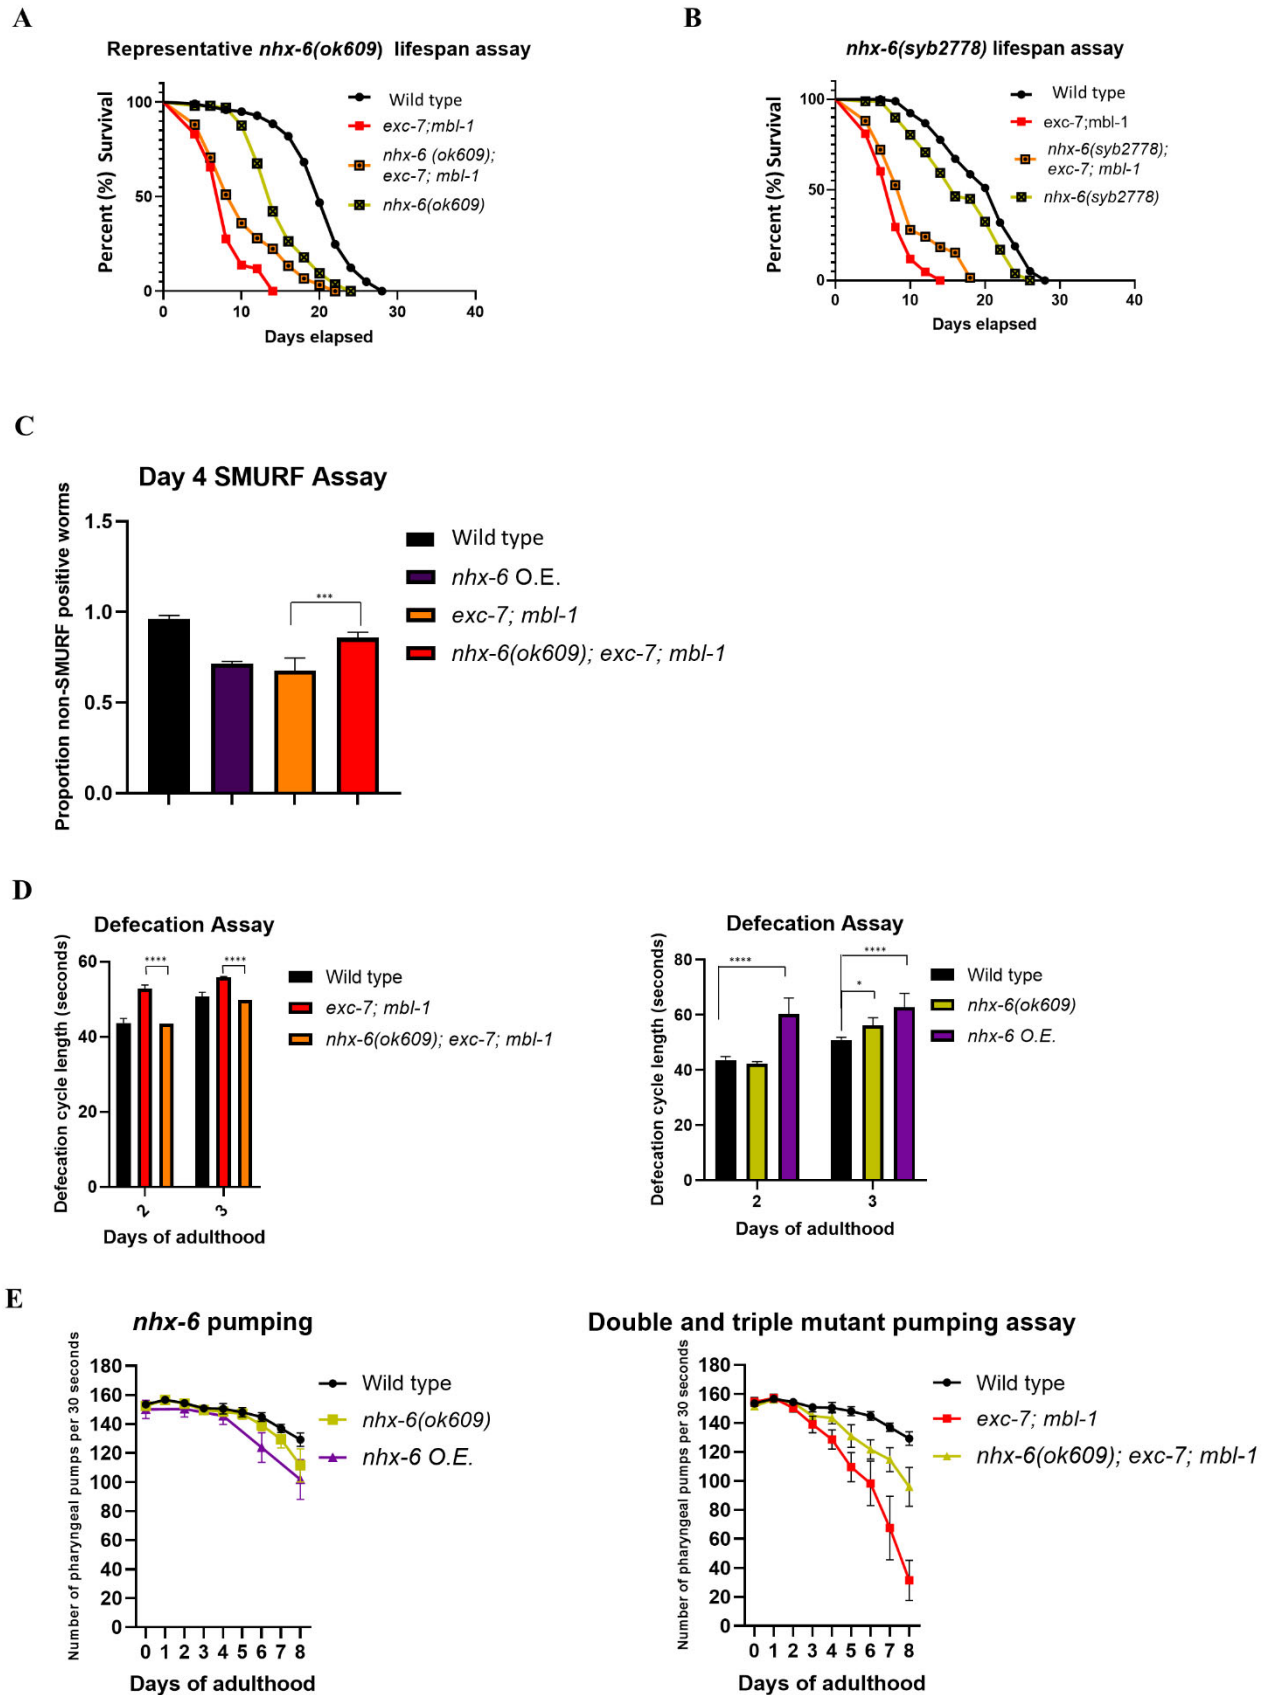 A
Representative nhx-6(ok609) lifespan assay
Percent (%) Survival
100
50
0
0 10 20 30 40
Days elapsed
Wild type
exc-7;mbl-1
nhx-6 (ok609);
exc-7; mbl-1
nhx-6(ok609)
B
nhx-6(syb2778) lifespan assay
Percent (%) Survival
100
50
0
0 10 20 30 40
Days elapsed
Wild type
exc-7;mbl-1
nhx-6(syb2778);
exc-7; mbl-1
nhx-6(syb2778)
C
Day 4 SMURF Assay
Proportion non-SMURF positive worms
1.5
1.0
0.5
0.0
***
Wild type
nhx-6 O.E.
exc-7; mbl-1
nhx-6(ok609); exc-7; mbl-1
D
Defecation Assay
Defecation cycle length (seconds)
60
40
20
0
**** ****
2 3
Days of adulthood
Wild type
exc-7; mbl-1
nhx-6(ok609); exc-7; mbl-1
Defecation Assay
Defecation cycle length (seconds)
80
60
40
20
0
****
****
*
2 3
Days of adulthood
Wild type
nhx-6(ok609)
nhx-6 O.E.
E
nhx-6 pumping
Number of pharyngeal pumps per 30 seconds
180
160
140
120
100
80
60
40
20
0
0 1 2 3 4 5 6 7 8
Days of adulthood
Wild type
nhx-6(ok609)
nhx-6 O.E.
Double and triple mutant pumping assay
Number of pharyngeal pumps per 30 seconds
180
160
140
120
100
80
60
40
20
0
0 1 2 3 4 5 6 7 8
Days of adulthood
Wild type
exc-7; mbl-1
nhx-6(ok609); exc-7; mbl-1